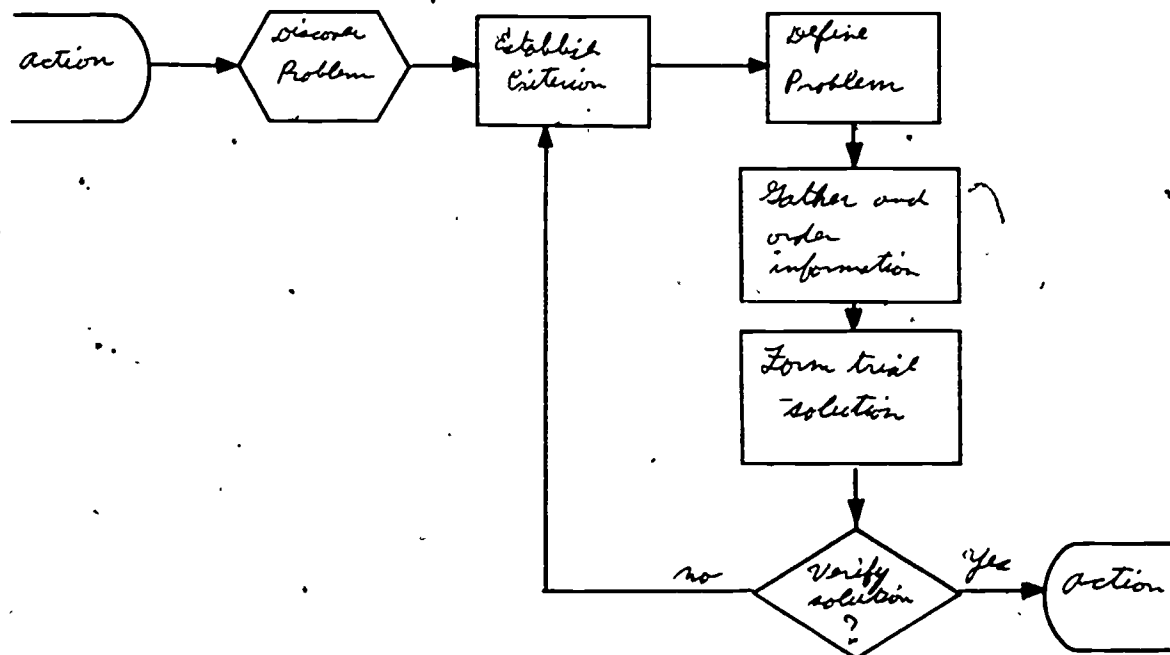 action
Discover
Problem
Establish
Criterion
Define
Problem
Gather and
order
information
Form trial
solution
Verify
solution
?
no
Yes
action